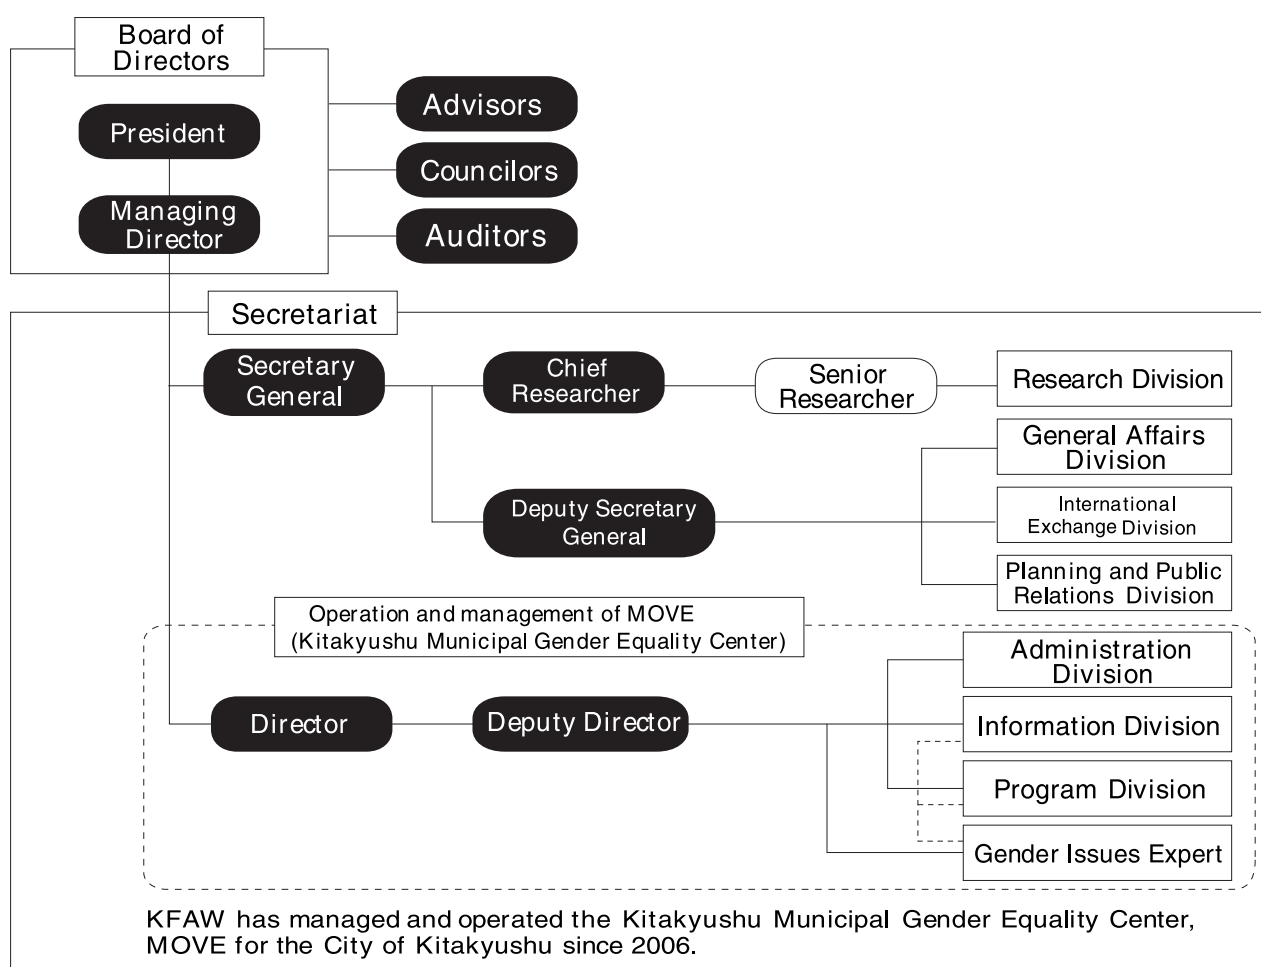 Board of
Directors
President
Managing
Director
Advisors
Councilors
Auditors
Secretariat
Secretary
General
Chief
Researcher
Senior
Researcher
Research Division
General Affairs
Division
Deputy Secretary
General
International
Exchange Division
Planning and Public
Relations Division
Operation and management of MOVE
(Kitakyushu Municipal Gender Equality Center)
Administration
Division
Director
Deputy Director
Information Division
Program Division
Gender Issues Expert
KFAW has managed and operated the Kitakyushu Municipal Gender Equality Center,
MOVE for the City of Kitakyushu since 2006.